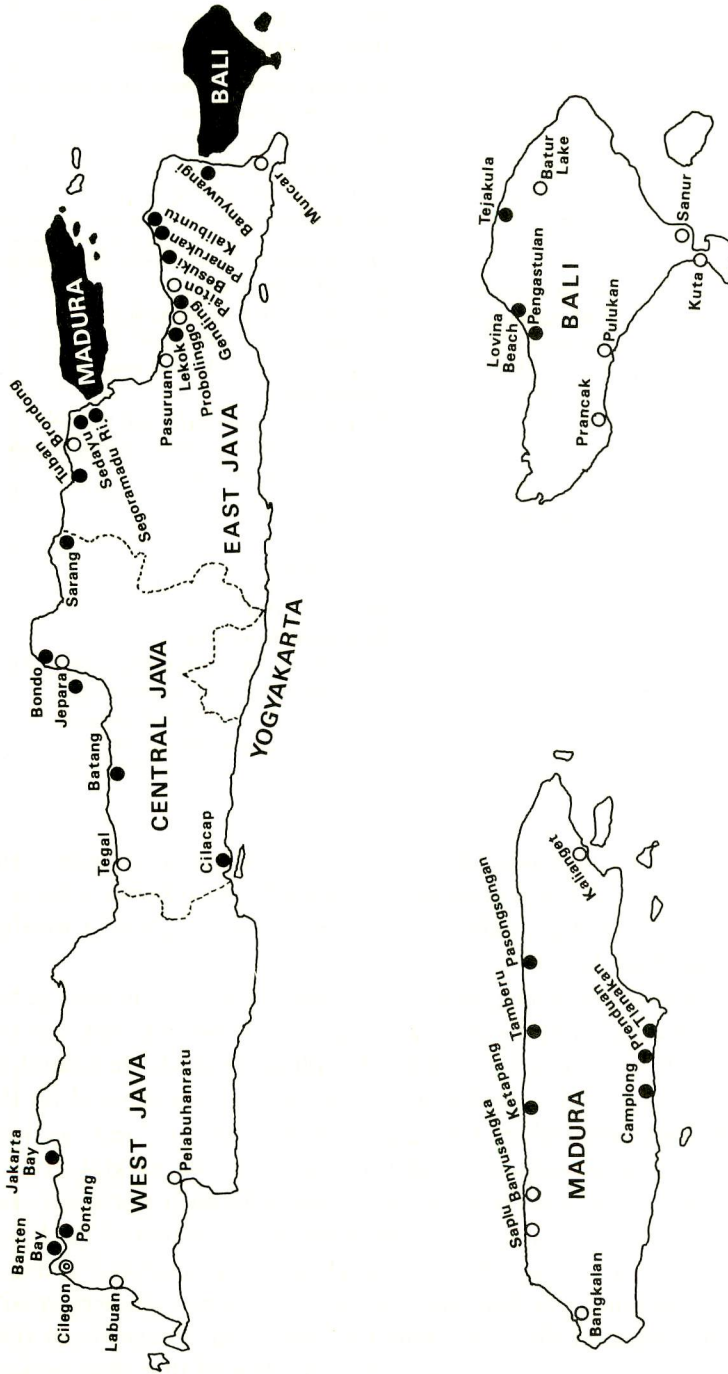 Banten
Bay
Jakarta
Bay
Cilegon
Pontang
Labuan
WEST JAVA
Pelabuhanratu
Tegal
Batang
Cilacap
CENTRAL JAVA
Bondo
Jepara
Sarang
YOGYAKARTA
Tuban
Brondong
Sedayu
Segoramadu Ri.
EAST JAVA
MADURA
Pasuruan
Lekok
Probolinggo
Gending
Paiton
Besuki
Panarukan
Kalibuntu
Banyuwangi
Muncar
BALI
Bangkalan
Saplu
Banyusangka
Ketapang
Tamberu
Pasongsongan
MADURA
Camplong
Prenduan
Tlanakan
Kalianget
Prancak
Pulukan
Lovina
Beach
Pengastulan
BALI
Tejakula
Batur
Lake
Sanur
Kuta